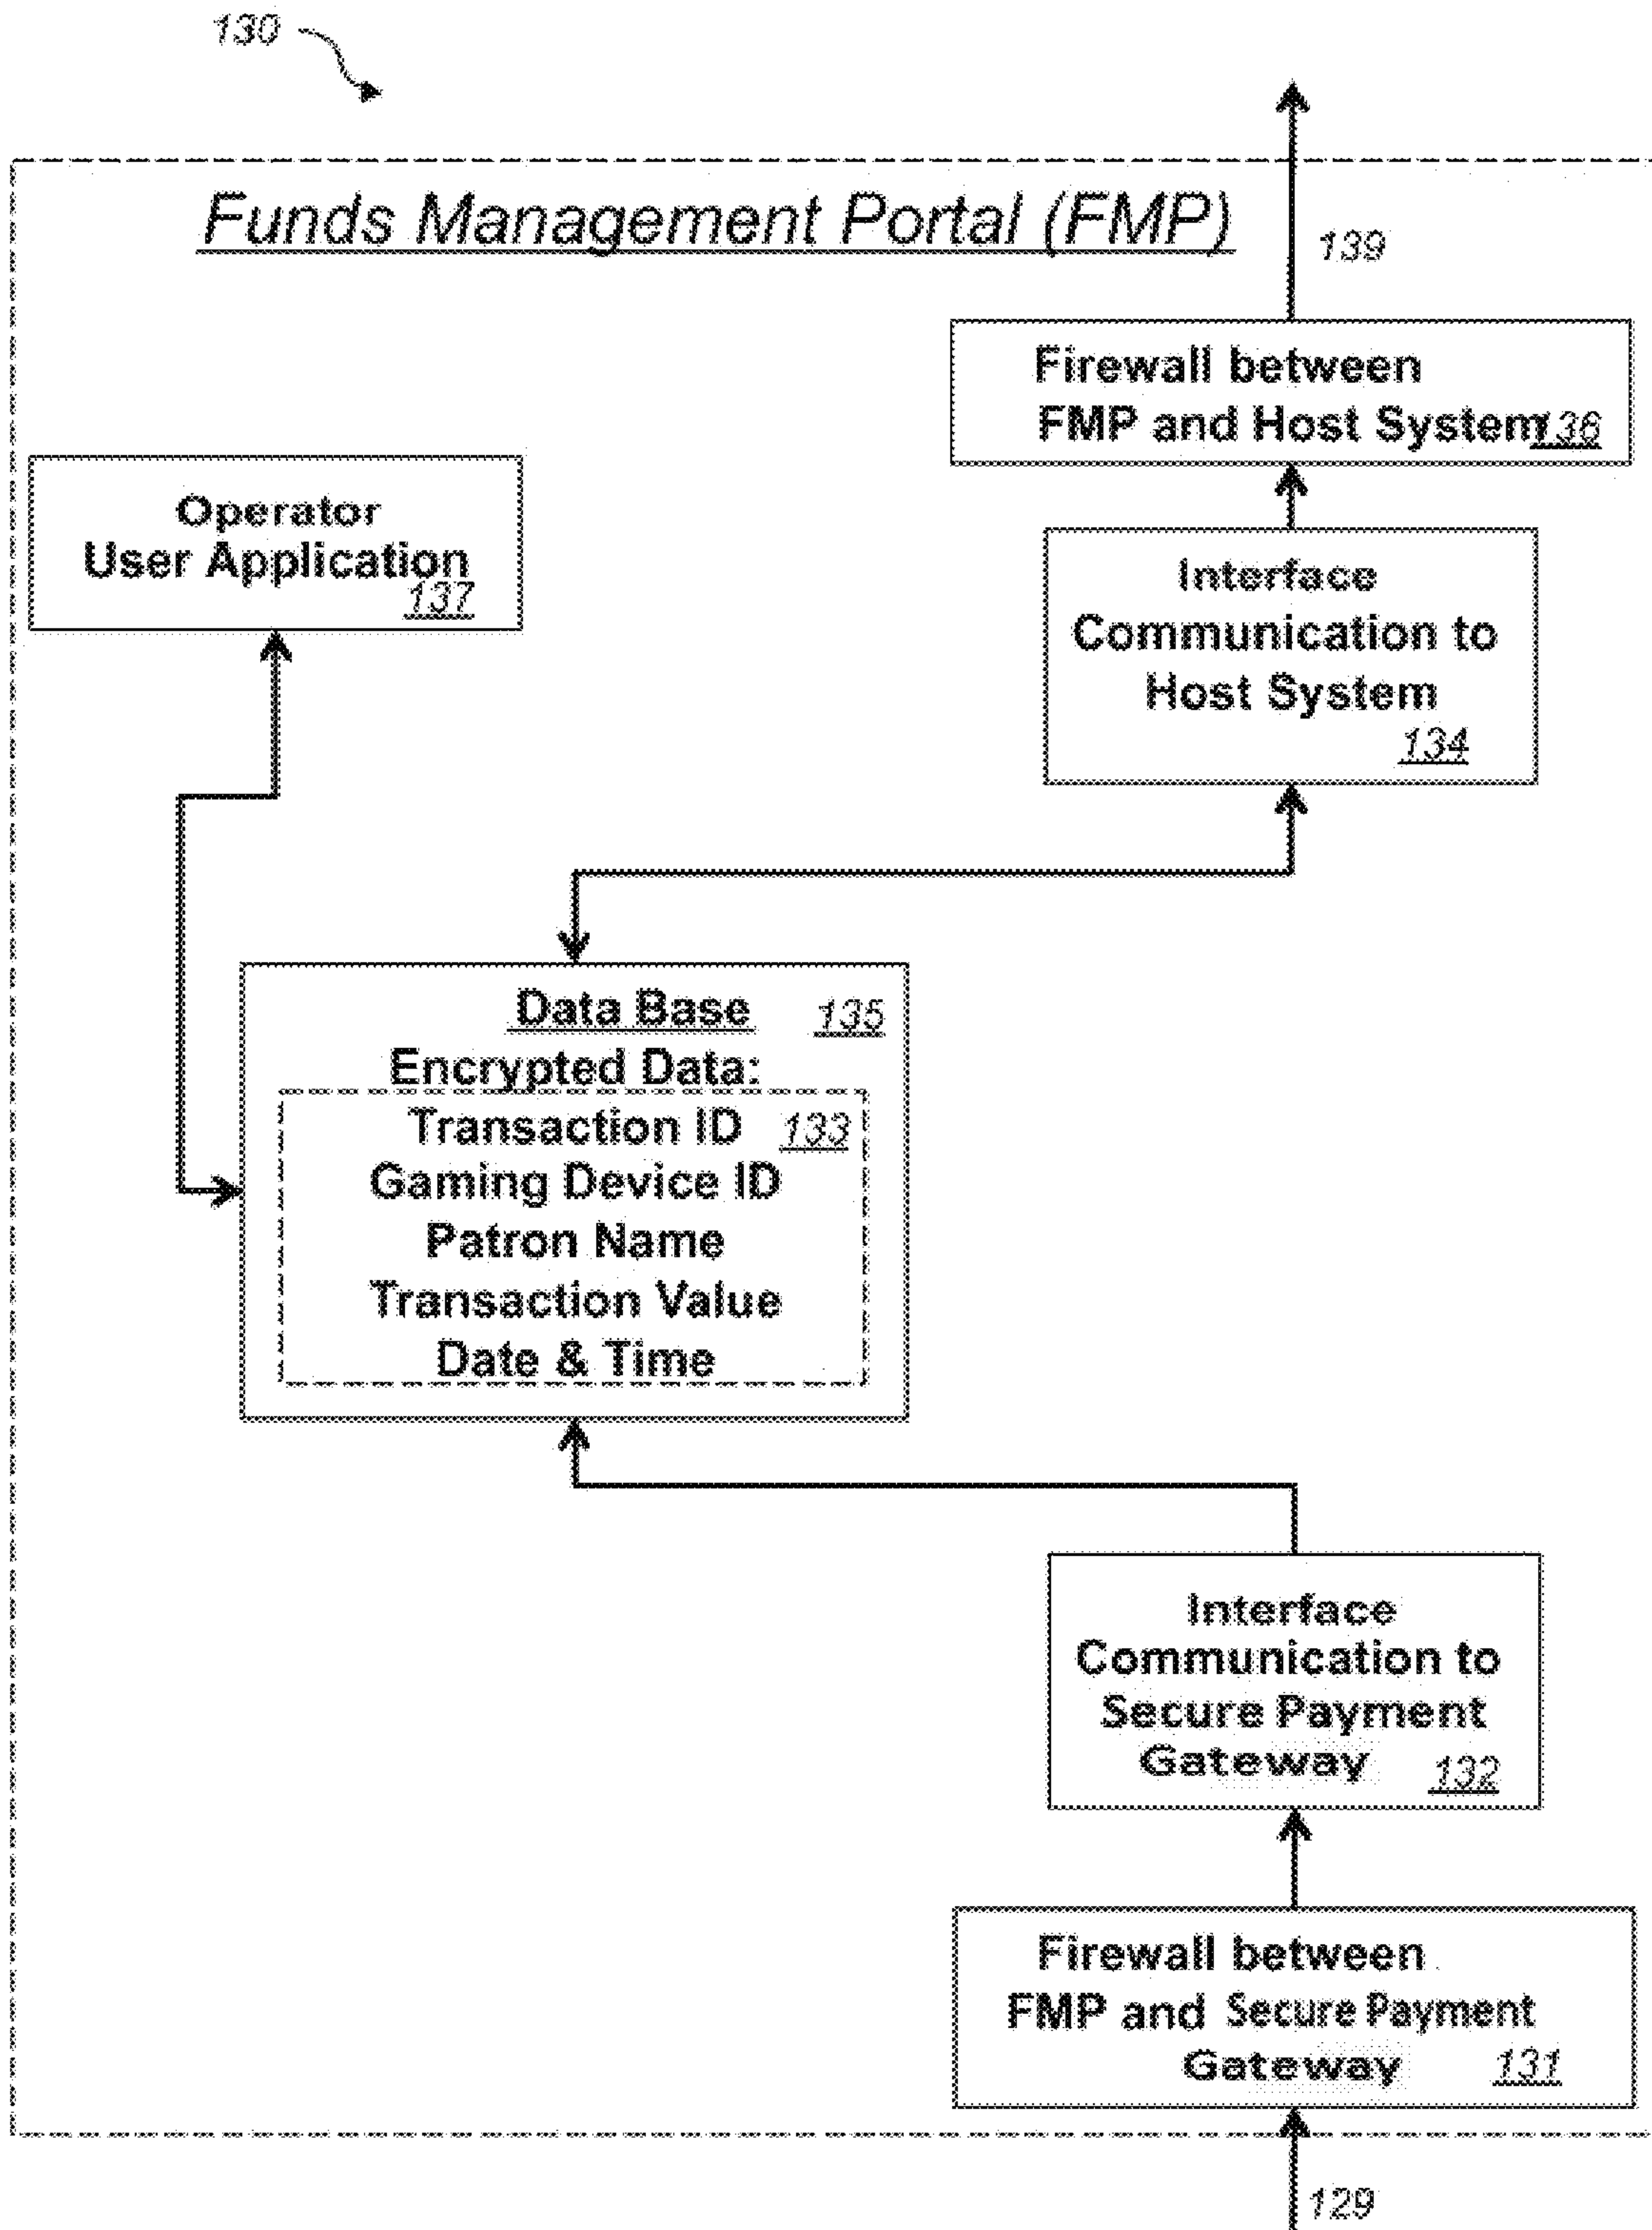 130
Funds Management Portal (FMP)
139
Firewall between
FMP and Host System 136
Operator
User Application
137
Interface
Communication to
Host System
134
Data Base 135
Encrypted Data:
Transaction ID 133
Gaming Device ID
Patron Name
Transaction Value
Date & Time
Interface
Communication to
Secure Payment
Gateway 132
Firewall between
FMP and Secure Payment
Gateway 131
129